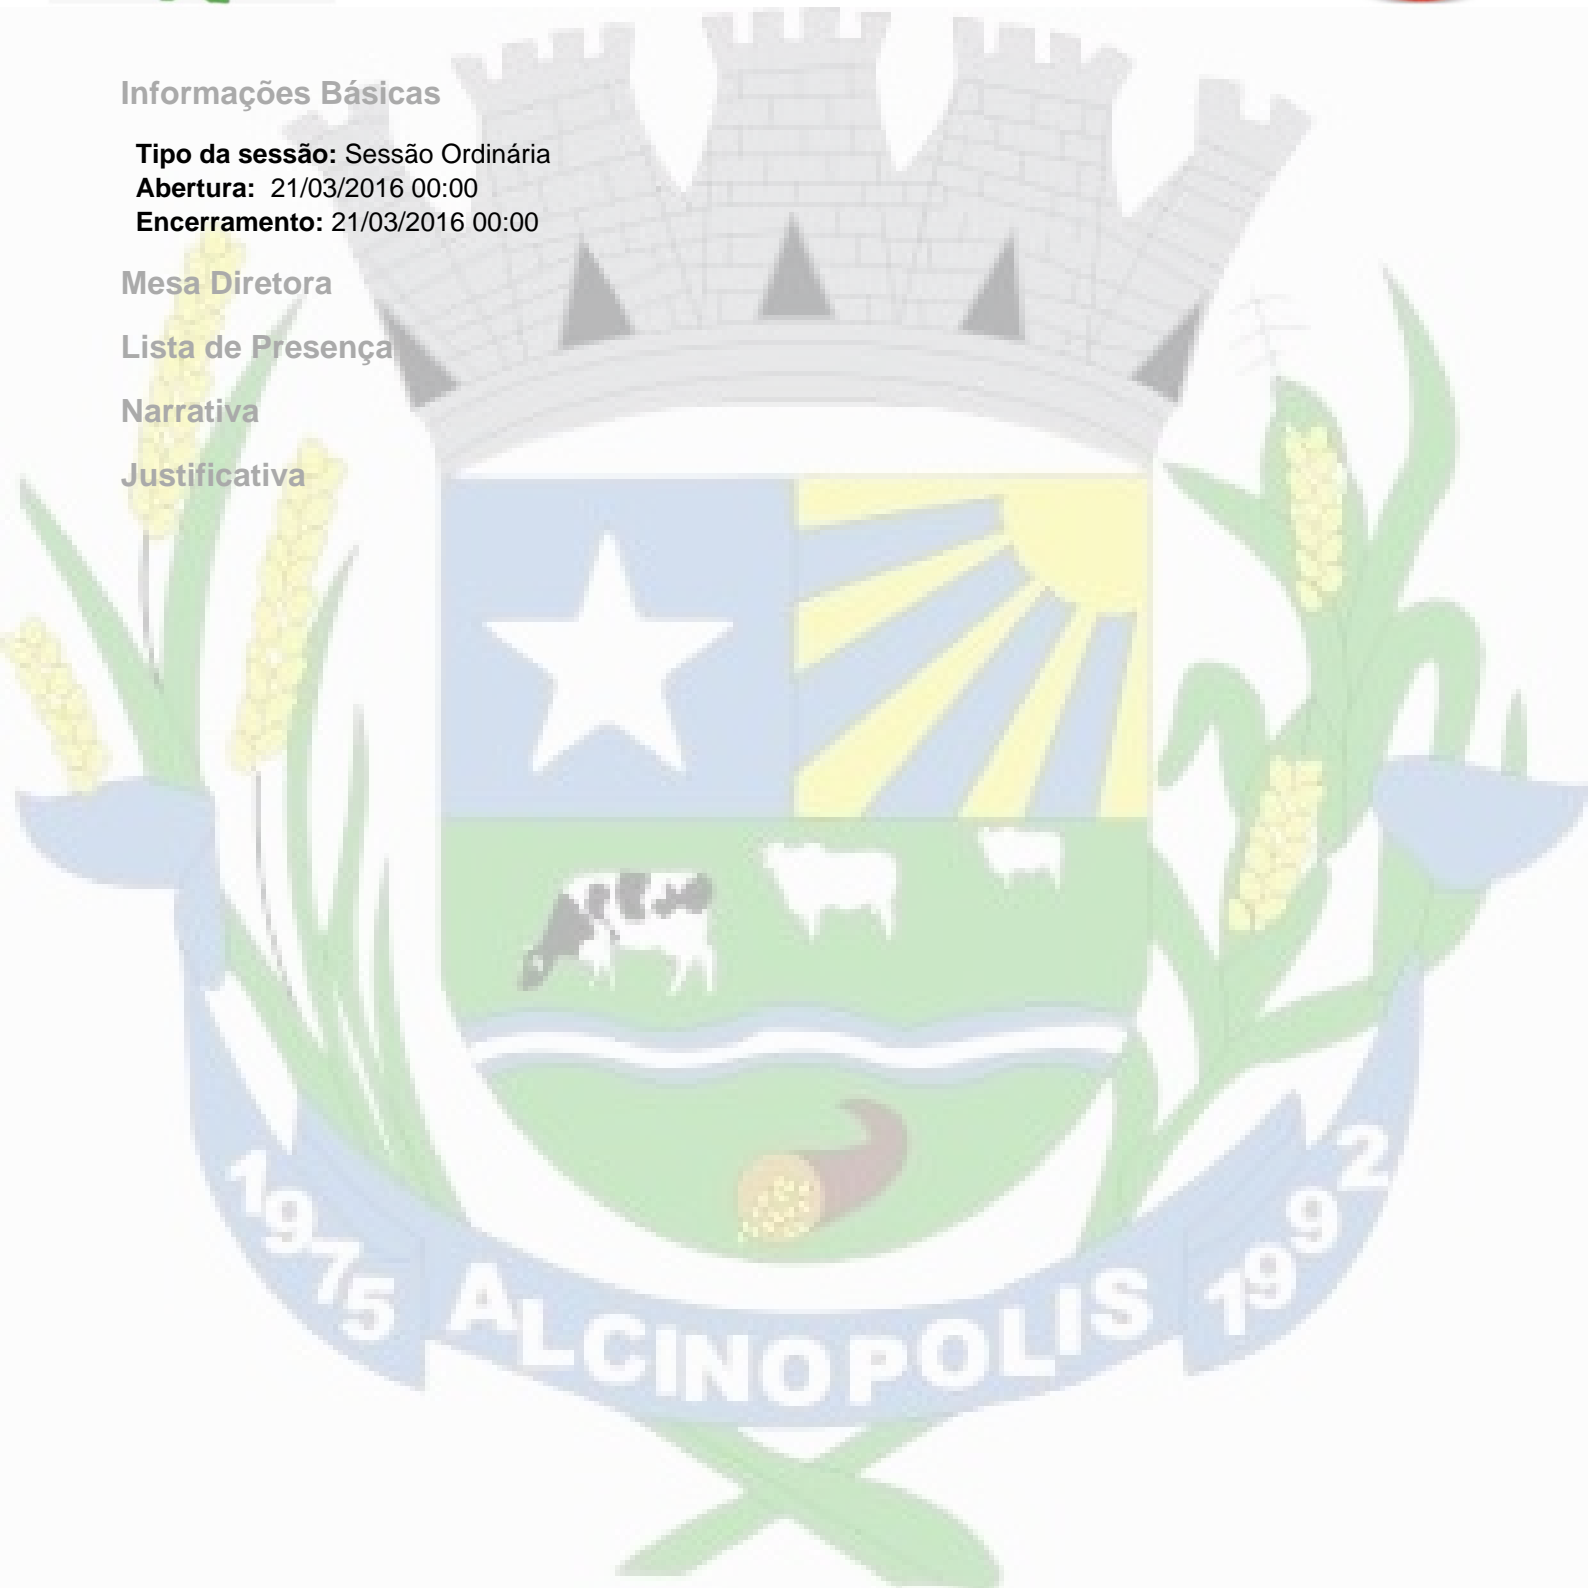 Informações Básicas
Tipo da sessão: Sessão Ordinária
Abertura: 21/03/2016 00:00
Encerramento: 21/03/2016 00:00
Mesa Diretora
Lista de Presença
Narrativa
Justificativa
1975 ALCINOPOLIS 1992